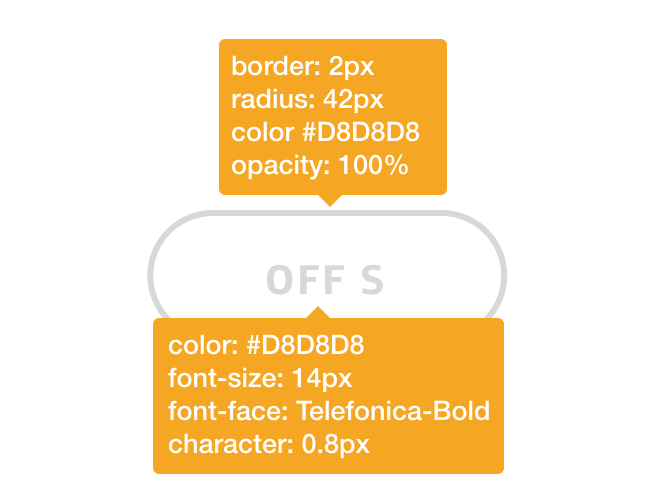 border: 2px
radius: 42px
color #D8D8D8
opacity: 100%
OFF S
color: #D8D8D8
font-size: 14px
font-face: Telefonica-Bold
character: 0.8px